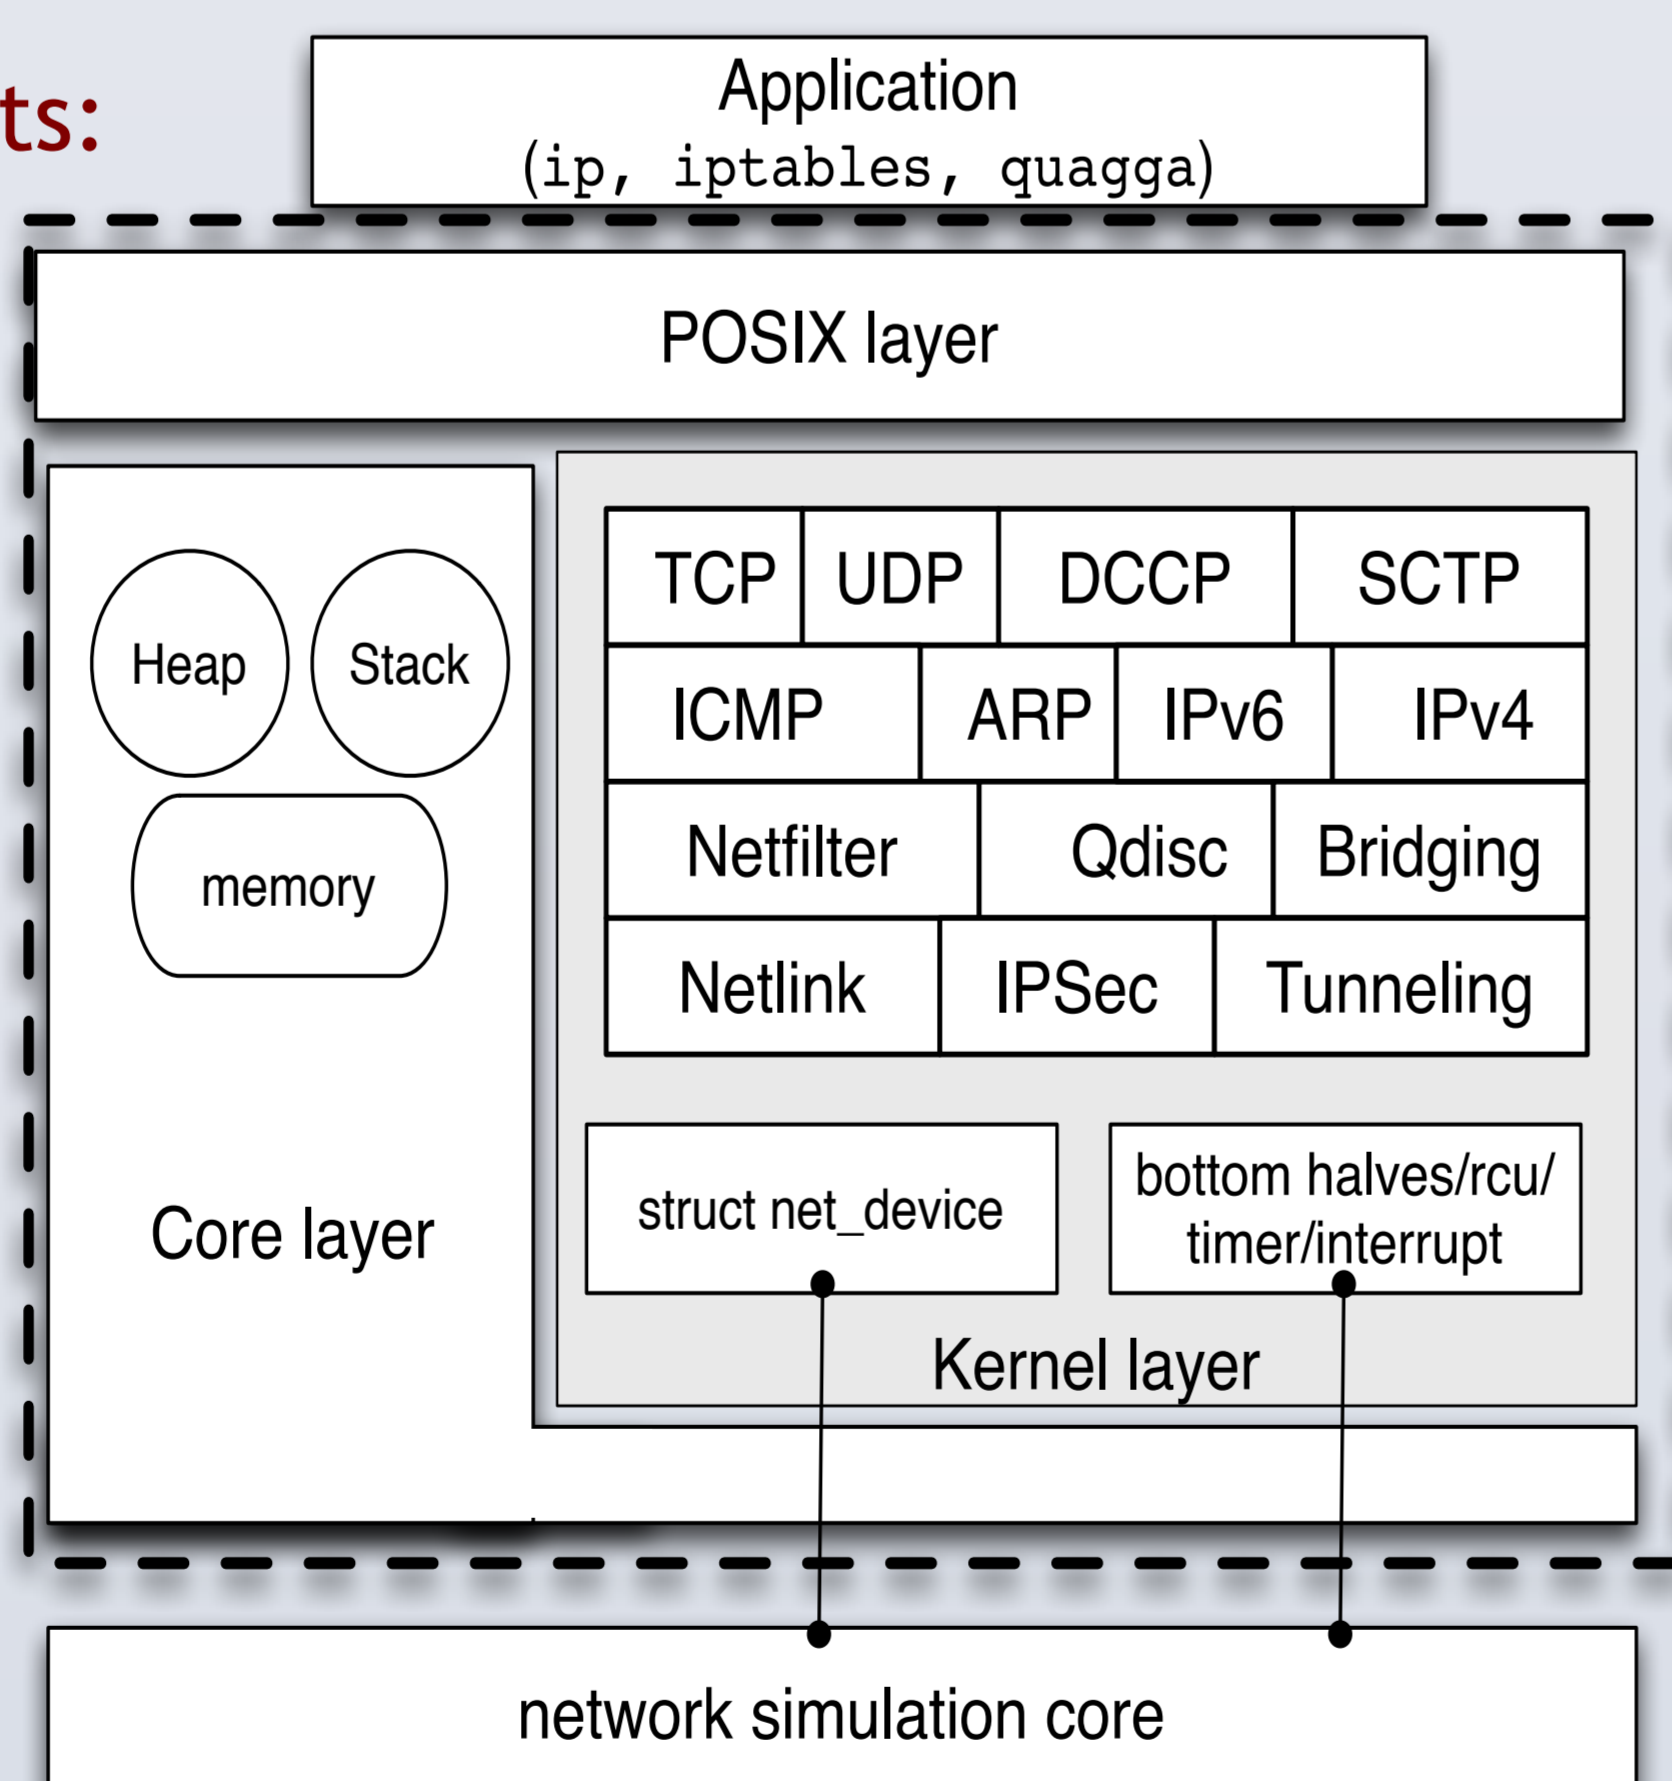 ts:
Application
(ip, iptables, quagga)
POSIX layer
TCP UDP DCCP SCTP
Heap Stack
ICMP ARP IPv6 IPv4
Netfilter Qdisc Bridging
memory
Netlink IPSec Tunneling
struct net_device
bottom halves/rcu/
timer/interrupt
Core layer
Kernel layer
network simulation core